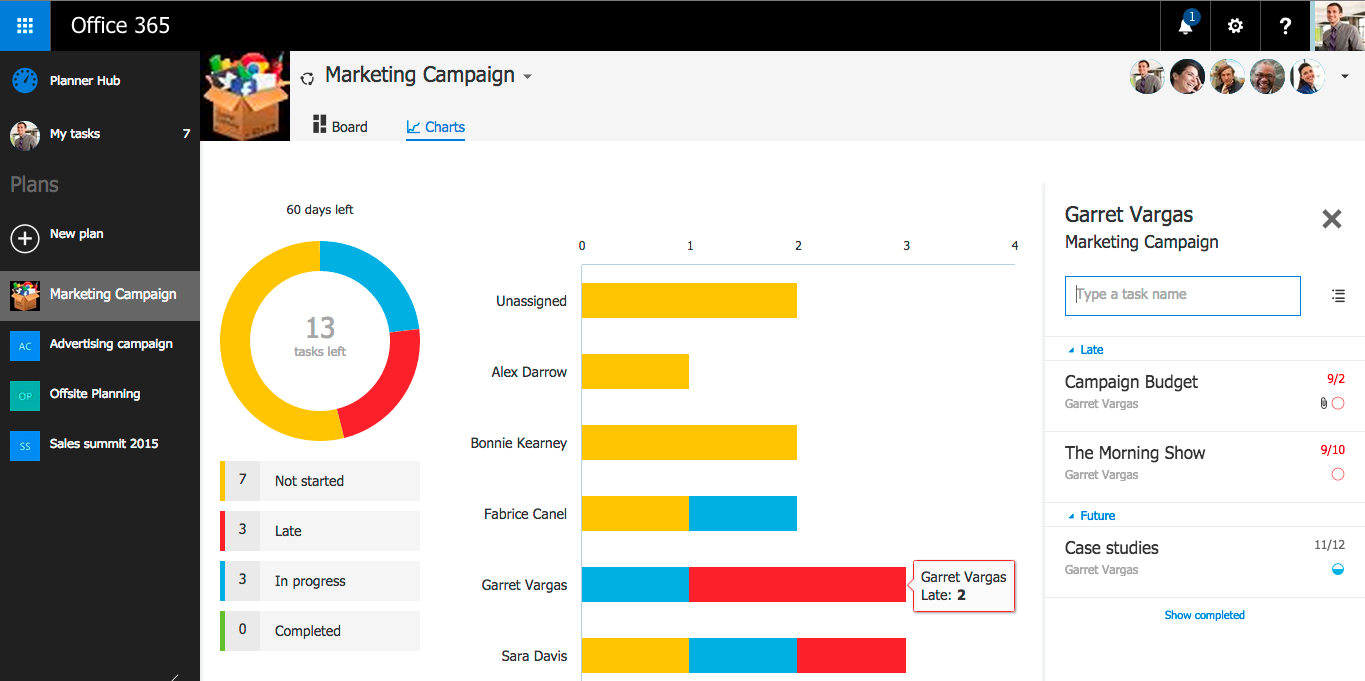 Office 365
1
?
Planner Hub
My tasks 7
Plans
New plan
Marketing Campaign
AC Advertising campaign
OP Offsite Planning
SS Sales summit 2015
Marketing Campaign
Board Charts
60 days left
13
tasks left
7 Not started
3 Late
3 In progress
0 Completed
0 1 2 3 4
Unassigned
Alex Darrow
Bonnie Kearney
Fabrice Canel
Garret Vargas
Garret Vargas
Late: 2
Sara Davis
Garret Vargas
Marketing Campaign
Type a task name
Late
Campaign Budget 9/2
Garret Vargas
The Morning Show 9/10
Garret Vargas
Future
Case studies 11/12
Garret Vargas
Show completed